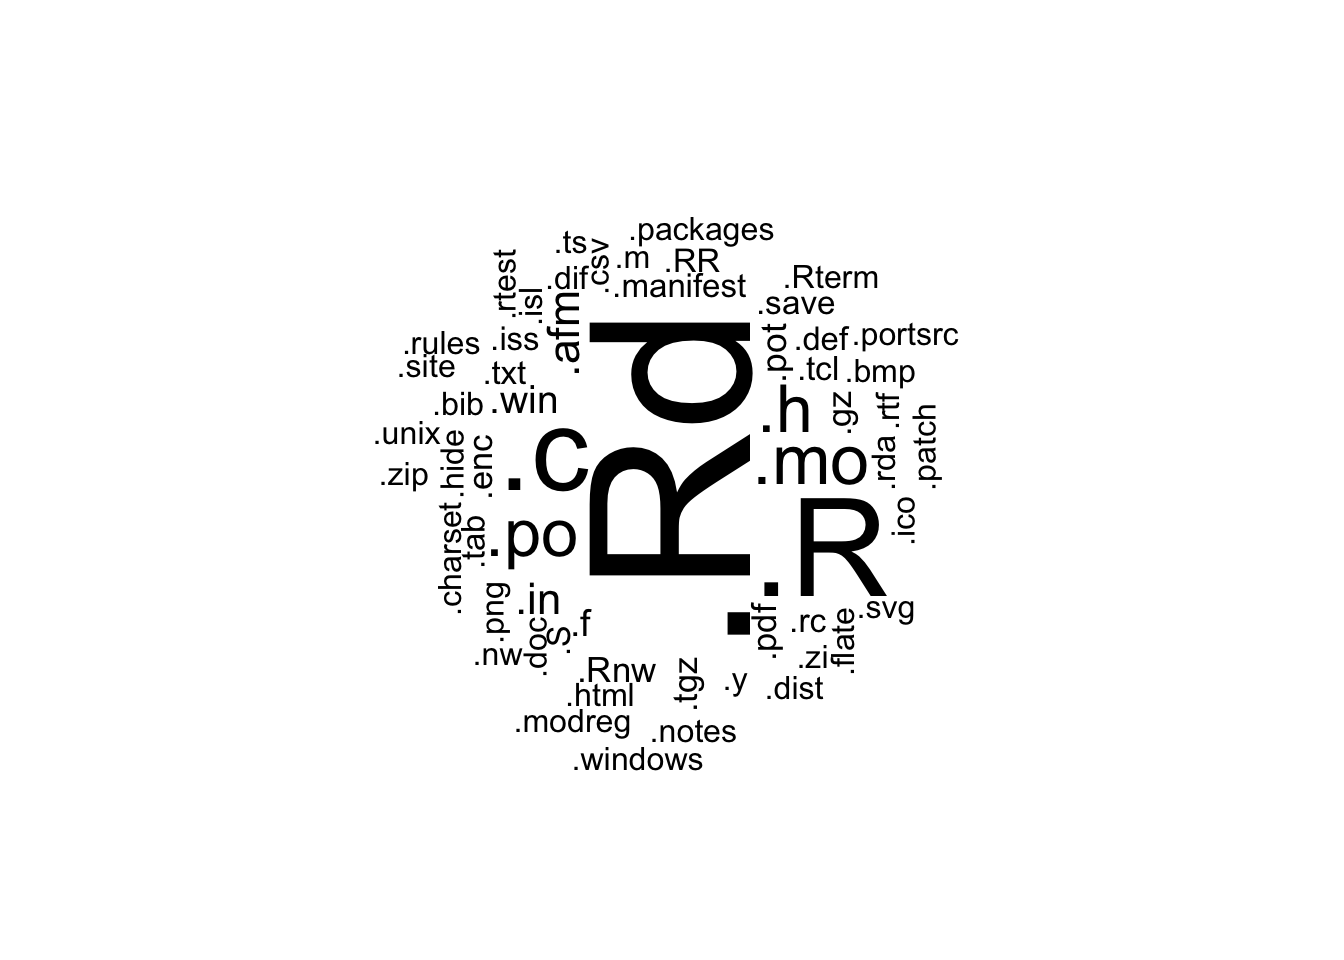 .packages
.ts
.csv
.m
.RR
.rtest
.dif
.manifest
.Rterm
.isl
.save
.afm
.rules
.iss
.pot
.def
.portsrc
.site
.txt
.tcl
.bmp
.Rd
.bib
.win
.h
.gz
.rtf
.patch
.unix
.c
.mo
.rda
.zip
.hide
.enc
.R
.ico
.charset
.tab
.po
.png
.in
.pdf
.rc
.flate
.svg
.f
.S
.doc
.nw
.zi
.Rnw
.tgz
.y
.dist
.html
.modreg
.notes
.windows